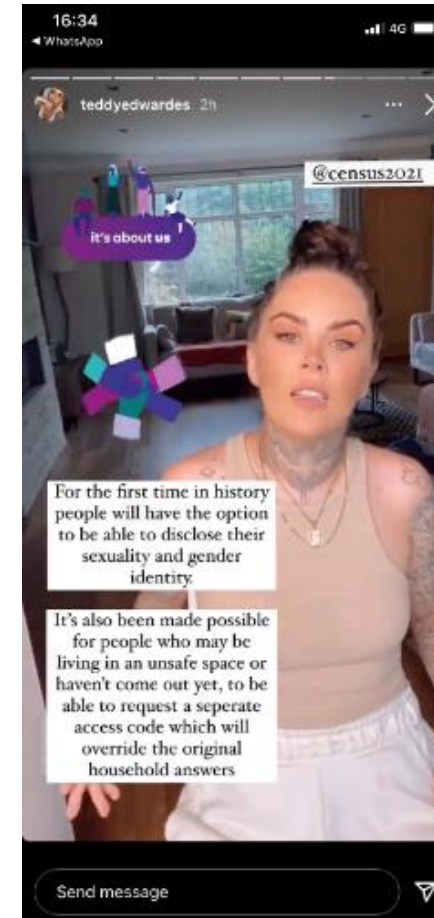 16:34
4G
◀ WhatsApp
teddyedwardes 2h
@census2021
it's about us
For the first time in history
people will have the option
to be able to disclose their
sexuality and gender
identity.
It's also been made possible
for people who may be
living in an unsafe space or
haven't come out yet, to be
able to request a seperate
access code which will
override the original
household answers
Send message